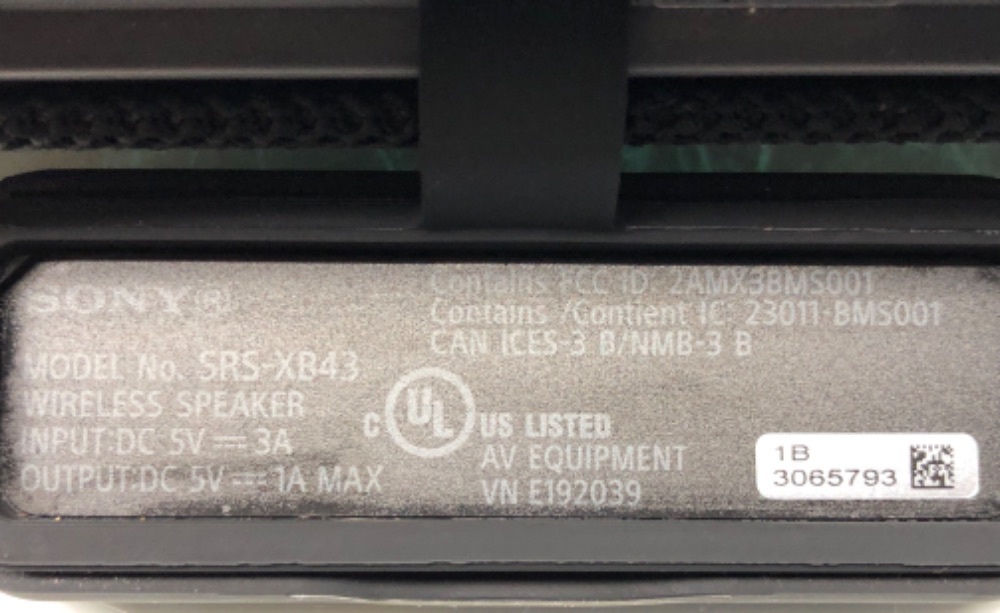 SONY®
MODEL No. SRS-XB43
WIRELESS SPEAKER
INPUT:DC 5V ⎓ 3A
OUTPUT:DC 5V ⎓ 1A MAX
Contains FCC ID: 2AMX3BMS001
Contains /Contient IC: 23011-BMS001
CAN ICES-3 B/NMB-3 B
C UL US LISTED
AV EQUIPMENT
VN E192039
1B
3065793